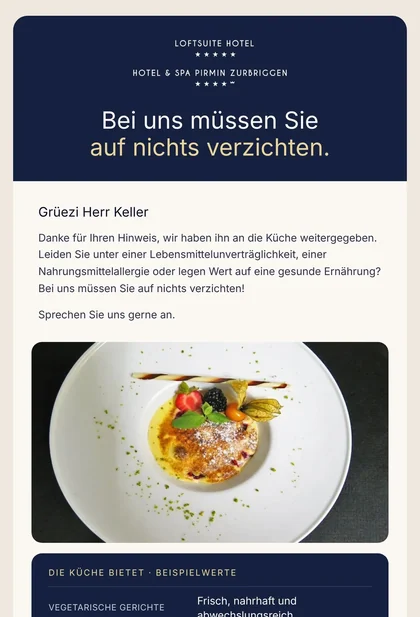 LOFTSUITE HOTEL
★★★★★
HOTEL & SPA PIRMIN ZURBRIGGEN
★★★★
Bei uns müssen Sie
auf nichts verzichten.
Grüezi Herr Keller
Danke für Ihren Hinweis, wir haben ihn an die Küche weitergegeben.
Leiden Sie unter einer Lebensmittelunverträglichkeit, einer
Nahrungsmittelallergie oder legen Wert auf eine gesunde Ernährung?
Bei uns müssen Sie auf nichts verzichten!
Sprechen Sie uns gerne an.
DIE KÜCHE BIETET · BEISPIELWERTE
VEGETARISCHE GERICHTE
Frisch, nahrhaft und
abwechslungsreich